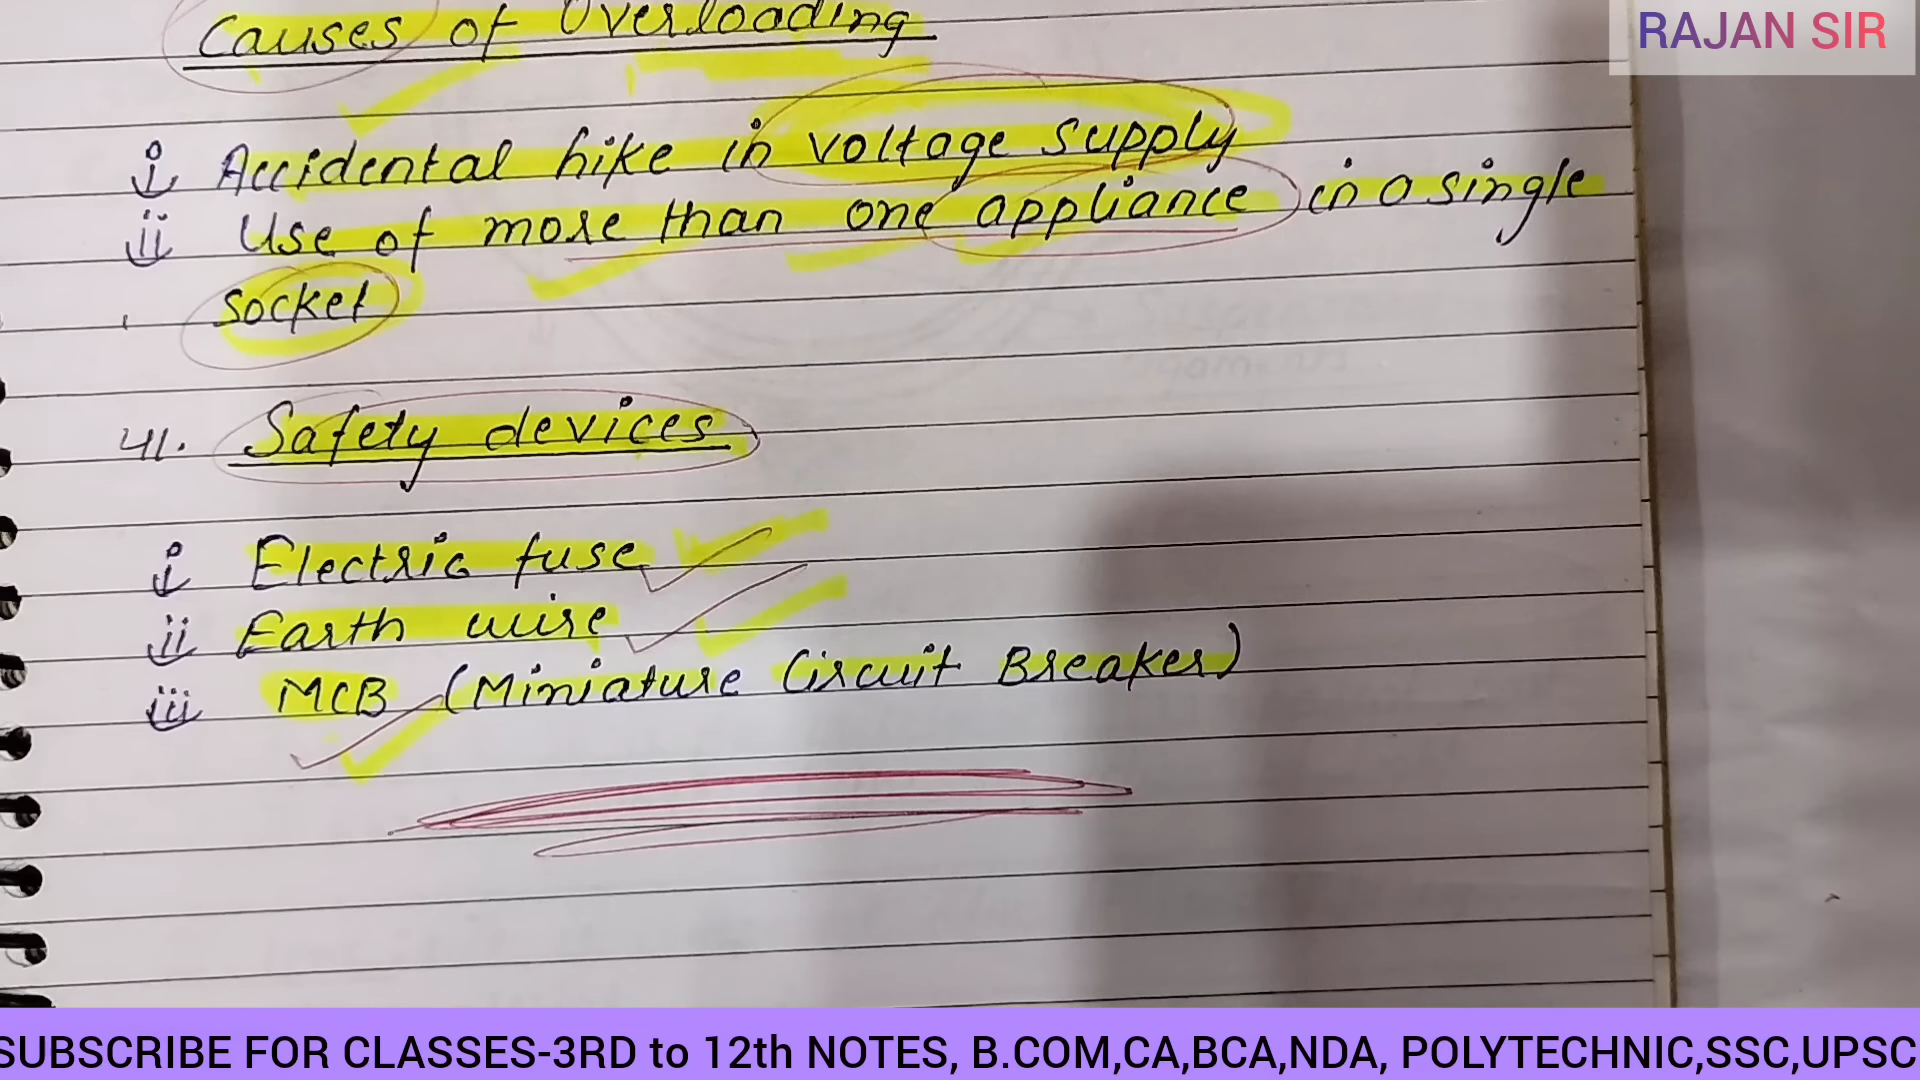 Causes of Overloading
RAJAN SIR
i Accidental hike in voltage supply
ii Use of more than one appliance in a single
socket
41. Safety devices
i Electric fuse
ii Earth wire
iii MCB (Miniature Circuit Breaker)
SUBSCRIBE FOR CLASSES-3RD to 12th NOTES, B.COM,CA,BCA,NDA, POLYTECHNIC,SSC,UPSC